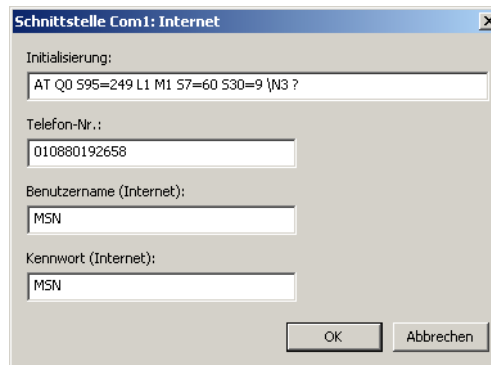 Schnittstelle Com1: Internet
Initialisierung:
AT Q0 S95=249 L1 M1 S7=60 S30=9 \N3 ?
Telefon-Nr.:
010880192658
Benutzername (Internet):
MSN
Kennwort (Internet):
MSN
OK Abbrechen